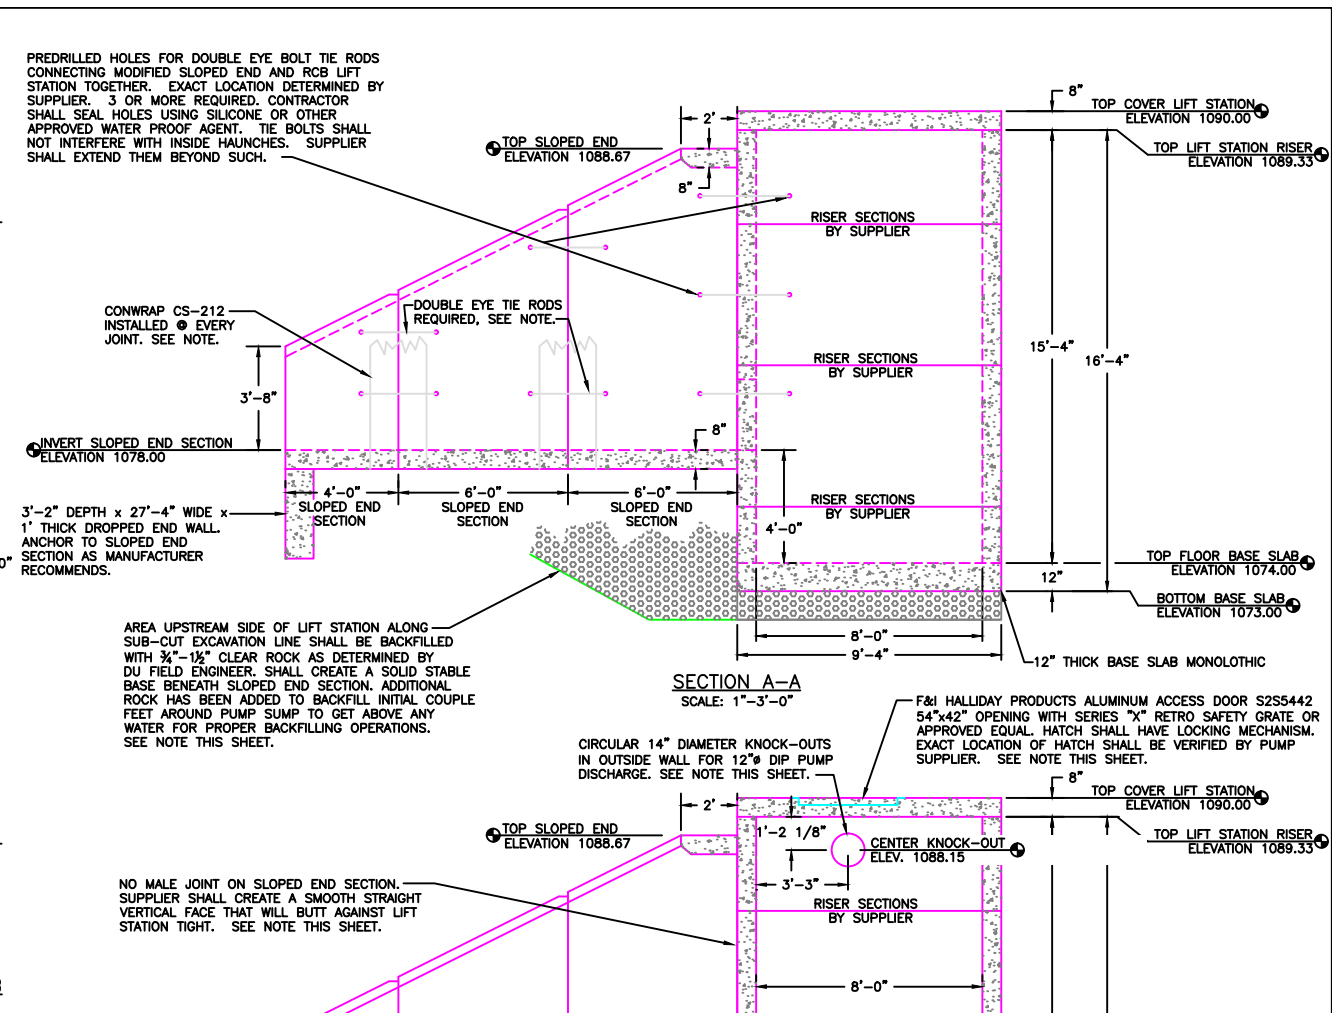 PREDRILLED HOLES FOR DOUBLE EYE BOLT TIE RODS
CONNECTING MODIFIED SLOPED END AND RCB LIFT
STATION TOGETHER. EXACT LOCATION DETERMINED BY
SUPPLIER. 3 OR MORE REQUIRED. CONTRACTOR
SHALL SEAL HOLES USING SILICONE OR OTHER
APPROVED WATER PROOF AGENT. TIE BOLTS SHALL
NOT INTERFERE WITH INSIDE HAUNCHES. SUPPLIER
SHALL EXTEND THEM BEYOND SUCH.
TOP SLOPED END
ELEVATION 1088.67
2'
8"
8"
TOP COVER LIFT STATION
ELEVATION 1090.00
TOP LIFT STATION RISER
ELEVATION 1089.33
RISER SECTIONS
BY SUPPLIER
CONWRAP CS-212
INSTALLED @ EVERY
JOINT. SEE NOTE.
DOUBLE EYE TIE RODS
REQUIRED, SEE NOTE.
3'-8"
RISER SECTIONS
BY SUPPLIER
15'-4"
16'-4"
INVERT SLOPED END SECTION
ELEVATION 1078.00
8"
4'-0"
SLOPED END
SECTION
6'-0"
SLOPED END
SECTION
6'-0"
SLOPED END
SECTION
RISER SECTIONS
BY SUPPLIER
4'-0"
3'-2" DEPTH x 27'-4" WIDE x
1' THICK DROPPED END WALL.
ANCHOR TO SLOPED END
SECTION AS MANUFACTURER
RECOMMENDS.
0"
TOP FLOOR BASE SLAB
ELEVATION 1074.00
12"
BOTTOM BASE SLAB
ELEVATION 1073.00
8'-0"
9'-4"
12" THICK BASE SLAB MONOLOTHIC
AREA UPSTREAM SIDE OF LIFT STATION ALONG
SUB-CUT EXCAVATION LINE SHALL BE BACKFILLED
WITH ¾"-1½" CLEAR ROCK AS DETERMINED BY
DU FIELD ENGINEER. SHALL CREATE A SOLID STABLE
BASE BENEATH SLOPED END SECTION. ADDITIONAL
ROCK HAS BEEN ADDED TO BACKFILL INITIAL COUPLE
FEET AROUND PUMP SUMP TO GET ABOVE ANY
WATER FOR PROPER BACKFILLING OPERATIONS.
SEE NOTE THIS SHEET.
SECTION A-A
SCALE: 1"-3'-0"
F&I HALLIDAY PRODUCTS ALUMINUM ACCESS DOOR S2S5442
54"x42" OPENING WITH SERIES "X" RETRO SAFETY GRATE OR
APPROVED EQUAL. HATCH SHALL HAVE LOCKING MECHANISM.
EXACT LOCATION OF HATCH SHALL BE VERIFIED BY PUMP
SUPPLIER. SEE NOTE THIS SHEET.
CIRCULAR 14" DIAMETER KNOCK-OUTS
IN OUTSIDE WALL FOR 12"ø DIP PUMP
DISCHARGE. SEE NOTE THIS SHEET.
8"
TOP COVER LIFT STATION
ELEVATION 1090.00
2'
TOP SLOPED END
ELEVATION 1088.67
1'-2 1/8"
CENTER KNOCK-OUT
ELEV. 1088.15
TOP LIFT STATION RISER
ELEVATION 1089.33
3'-3"
RISER SECTIONS
BY SUPPLIER
NO MALE JOINT ON SLOPED END SECTION.
SUPPLIER SHALL CREATE A SMOOTH STRAIGHT
VERTICAL FACE THAT WILL BUTT AGAINST LIFT
STATION TIGHT. SEE NOTE THIS SHEET.
8'-0"